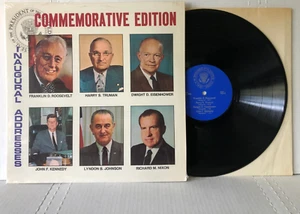 COMMEMORATIVE EDITION
INAUGURAL ADDRESSES
FRANKLIN D. ROOSEVELT
HARRY S. TRUMAN
DWIGHT D. EISENHOWER
JOHN F. KENNEDY
LYNDON B. JOHNSON
RICHARD M. NIXON